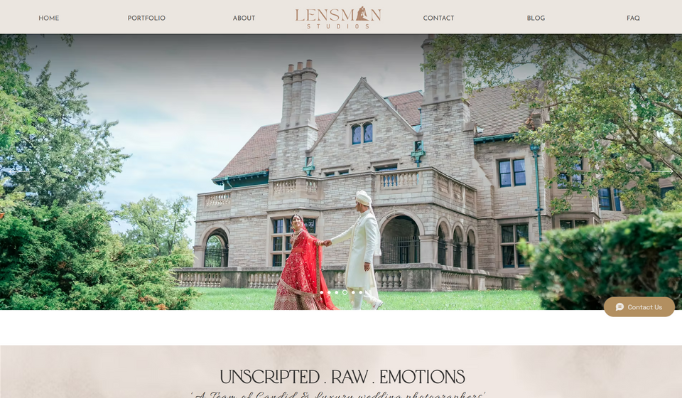 HOME PORTFOLIO ABOUT LENSMAN STUDIOS CONTACT BLOG FAQ
Contact Us
UNSCRIPTED . RAW . EMOTIONS
"A Team of Candid & Luxury wedding photographers"